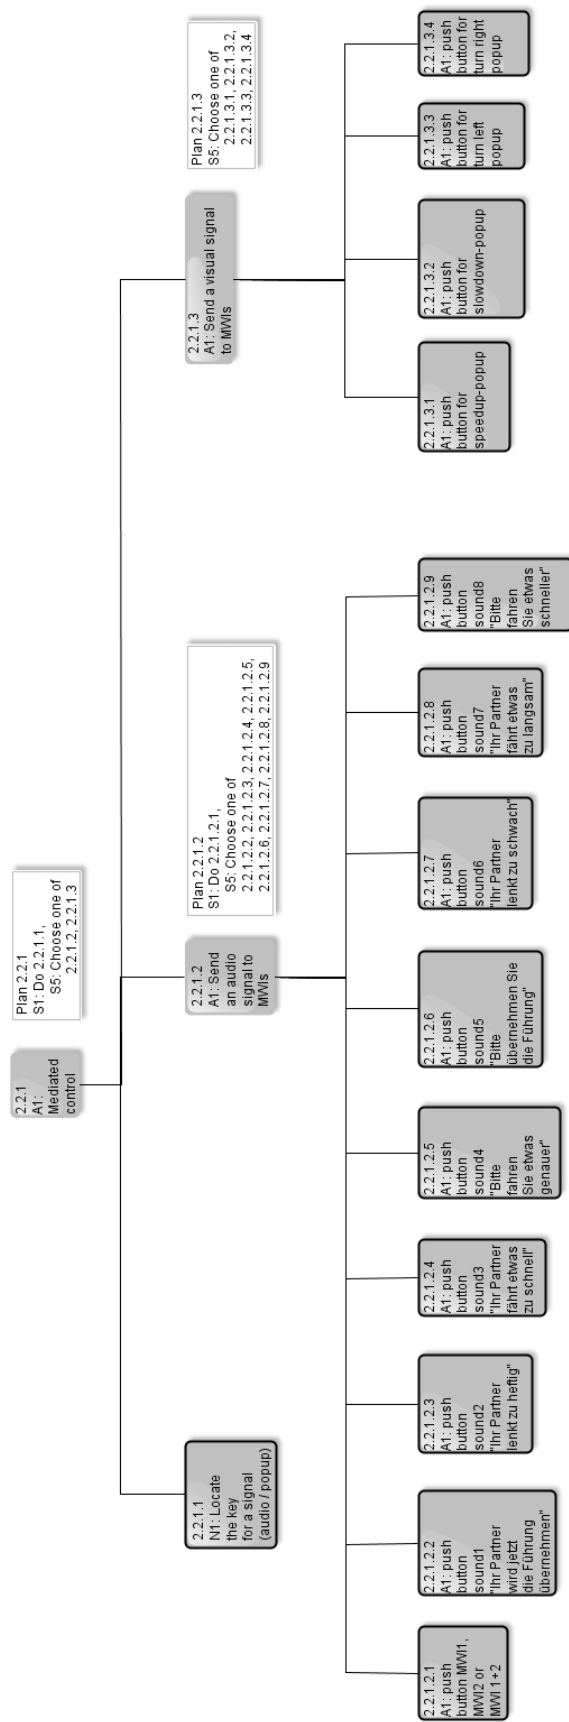 2.2.1
A1:
Mediated
control
Plan 2.2.1
S1: Do 2.2.1.1,
S5: Choose one of
2.2.1.2, 2.2.1.3
2.2.1.1
N1: Locate
the key
for a signal
(audio / popup)
2.2.1.2
A1: Send
an audio
signal to
MWIs
Plan 2.2.1.2
S1: Do 2.2.1.2.1,
S5: Choose one of
2.2.1.2.2, 2.2.1.2.3, 2.2.1.2.4, 2.2.1.2.5,
2.2.1.2.6, 2.2.1.2.7, 2.2.1.2.8, 2.2.1.2.9
2.2.1.3
A1: Send a visual signal
to MWIs
Plan 2.2.1.3
S5: Choose one of
2.2.1.3.1, 2.2.1.3.2,
2.2.1.3.3, 2.2.1.3.4
2.2.1.2.1
A1: push
button MWI1,
MWI2 or
MWI 1+2
2.2.1.2.2
A1: push
button
sound1
"Ihr Partner
wird jetzt
die Führung
übernehmen"
2.2.1.2.3
A1: push
button
sound2
"Ihr Partner
lenkt zu heftig"
2.2.1.2.4
A1: push
button
sound3
"Ihr Partner
fährt etwas
zu schnell"
2.2.1.2.5
A1: push
button
sound4
"Bitte
fahren
Sie etwas
genauer"
2.2.1.2.6
A1: push
button
sound5
"Bitte
übernehmen Sie
die Führung"
2.2.1.2.7
A1: push
button
sound6
"Ihr Partner
lenkt zu schwach"
2.2.1.2.8
A1: push
button
sound7
"Ihr Partner
fährt etwas
zu langsam"
2.2.1.2.9
A1: push
button
sound8
"Bitte
fahren
Sie etwas
schneller"
2.2.1.3.1
A1: push
button for
speedup-popup
2.2.1.3.2
A1: push
button for
slowdown-popup
2.2.1.3.3
A1: push
button for
turn left
popup
2.2.1.3.4
A1: push
button for
turn right
popup